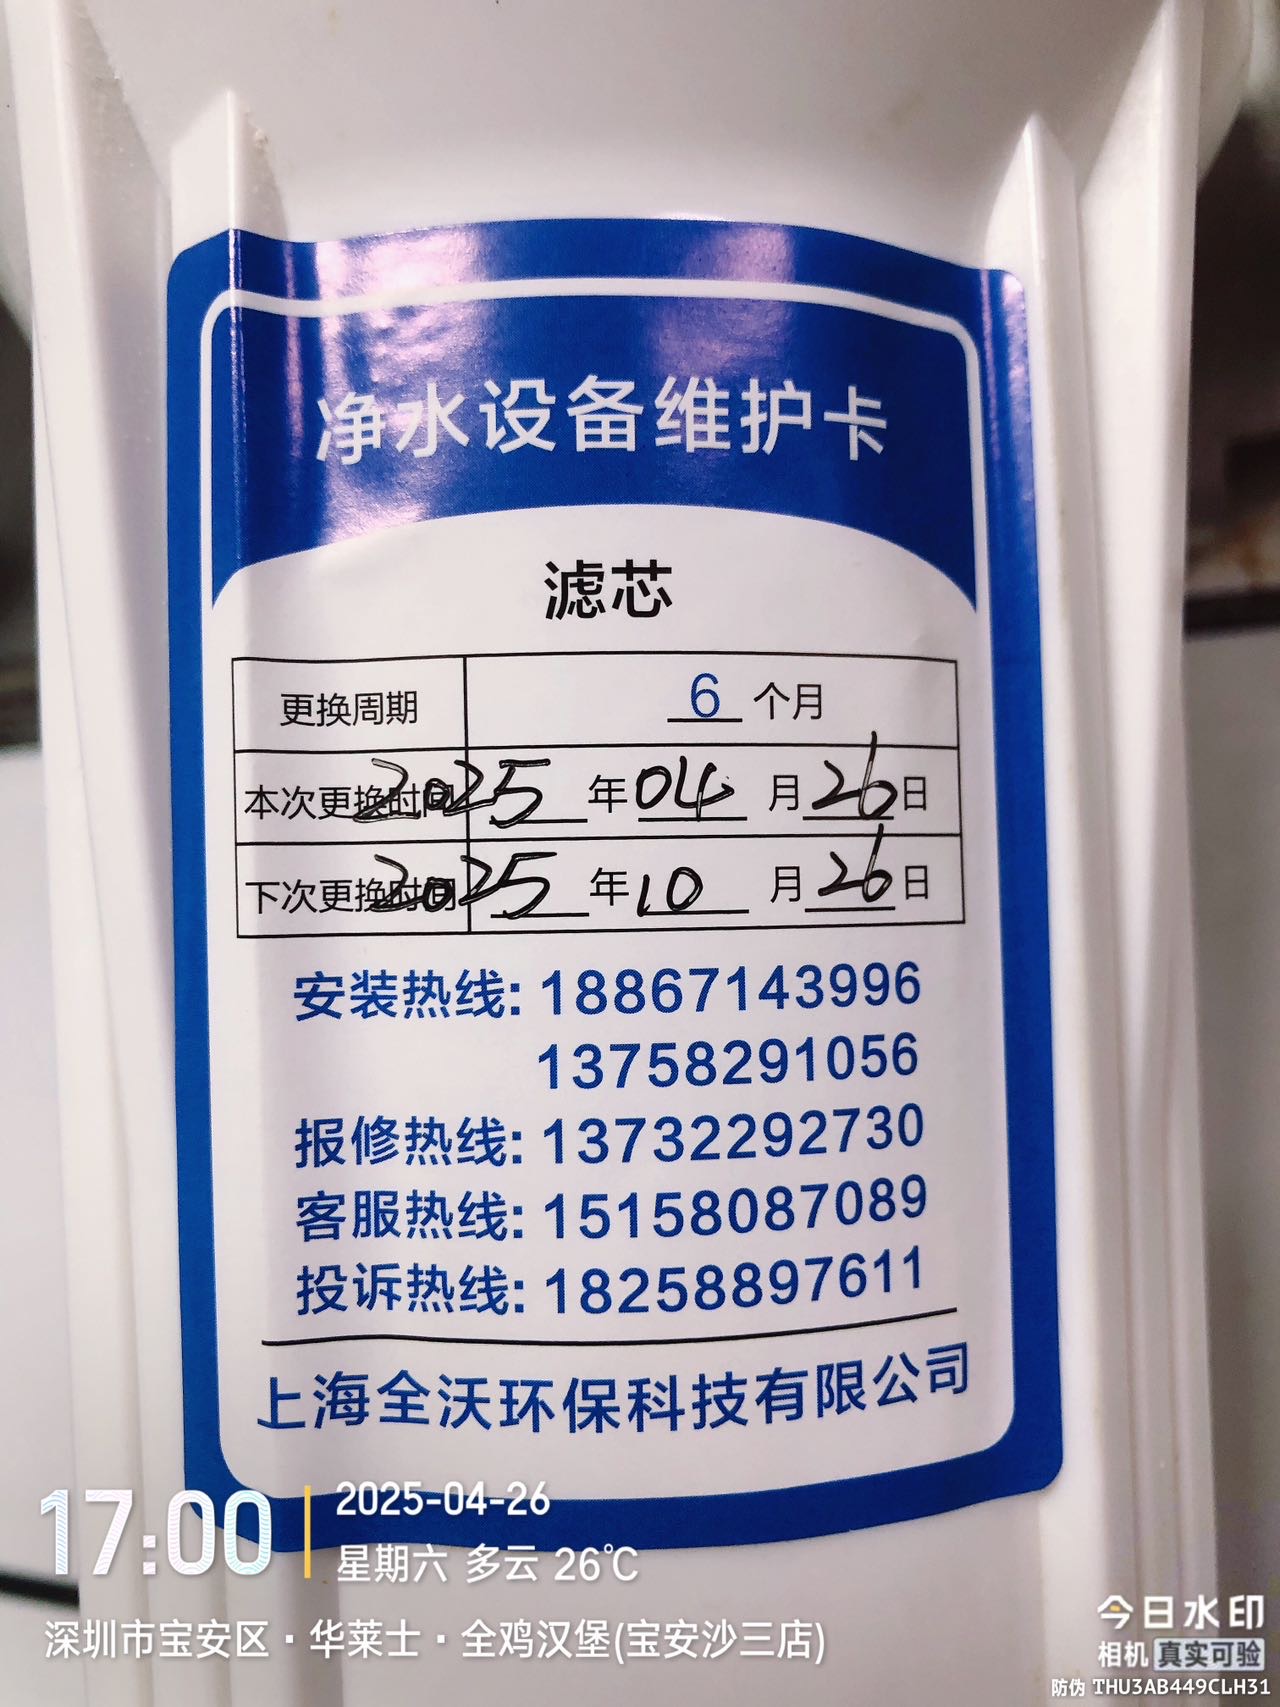 净水设备维护卡
滤芯
更换周期 6 个月
本次更换时间 2025 年 04 月 26 日
下次更换时间 2025 年 10 月 26 日
安装热线: 18867143996
13758291056
报修热线: 13732292730
客服热线: 15158087089
投诉热线: 18258897611
上海全沃环保科技有限公司
17:00
2025-04-26
星期六 多云 26℃
深圳市宝安区·华莱士·全鸡汉堡(宝安沙三店)
今日水印
相机 真实可验
防伪 THU3AB449CLH31